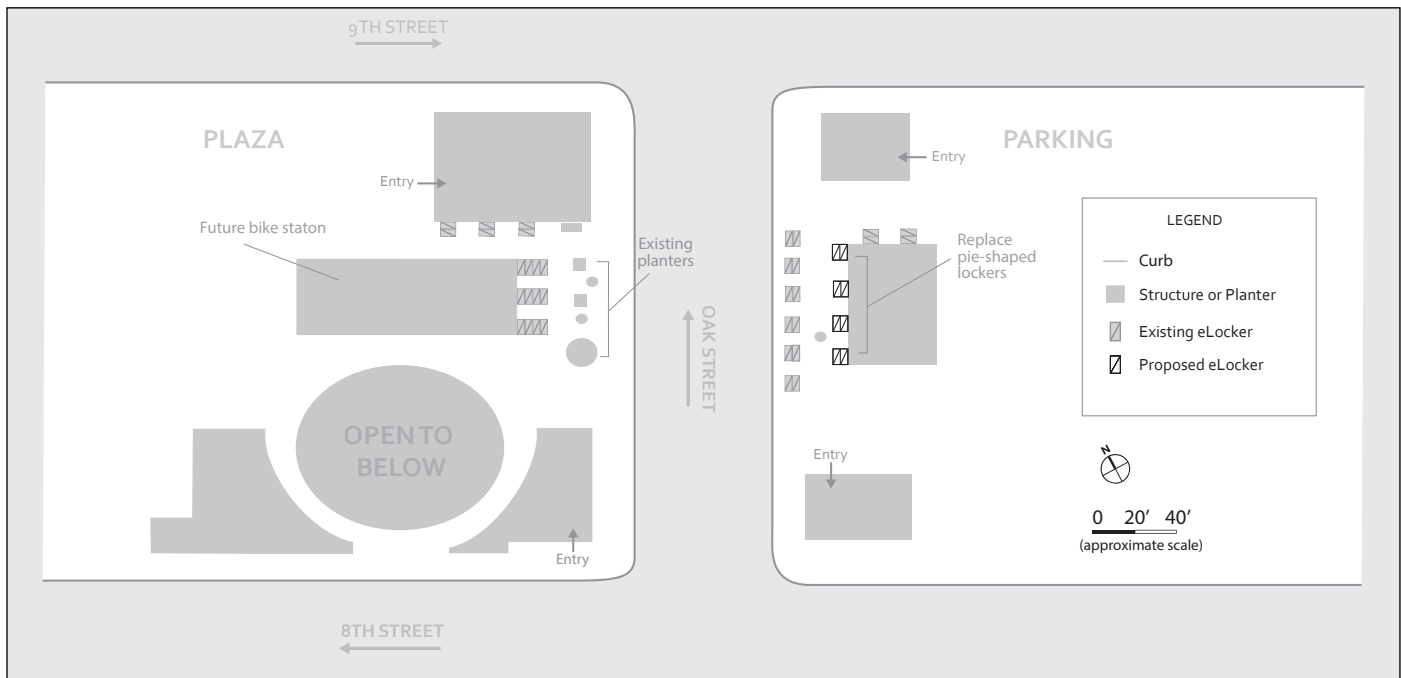 9TH STREET
PLAZA
Entry
Future bike staton
Existing
planters
OPEN TO
BELOW
Entry
8TH STREET
OAK STREET
Entry
PARKING
Replace
pie-shaped
lockers
Entry
LEGEND
Curb
Structure or Planter
Existing eLocker
Proposed eLocker
N
0 20’ 40’
(approximate scale)